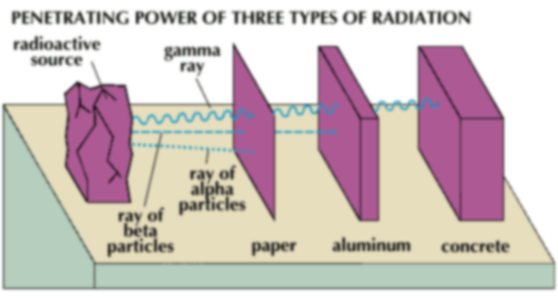 PENETRATING POWER OF THREE TYPES OF RADIATION
radioactive
source
gamma
ray
ray of
alpha
particles
ray of
beta
particles
paper
aluminum
concrete